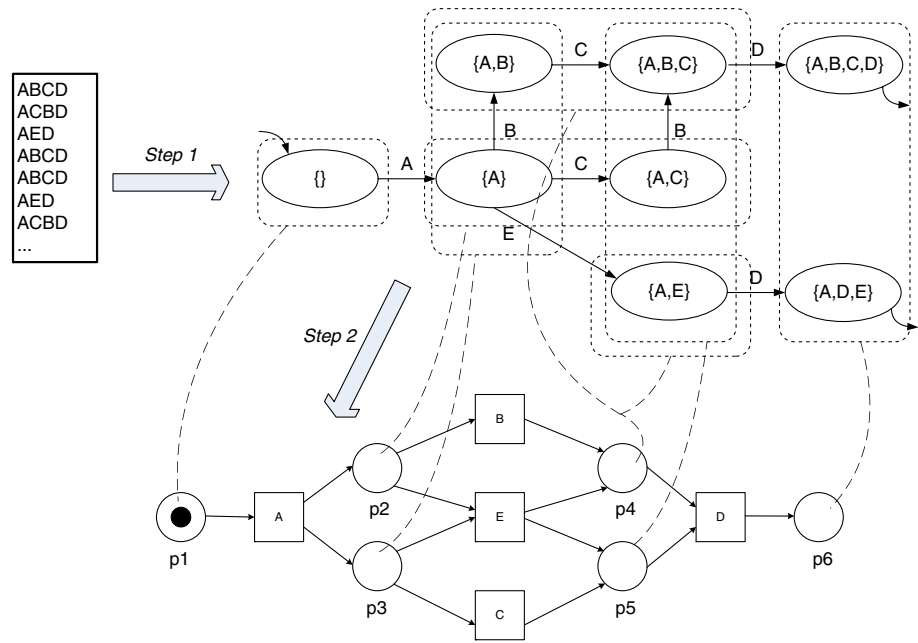 ABCD
ACBD
AED
ABCD
ABCD
AED
ACBD
...
Step 1
{}
A
{A,B}
C
{A,B,C}
D
{A,B,C,D}
B
B
{A}
C
{A,C}
E
{A,E}
D
{A,D,E}
Step 2
B
p2
p4
A
E
D
p1
p6
p3
p5
C